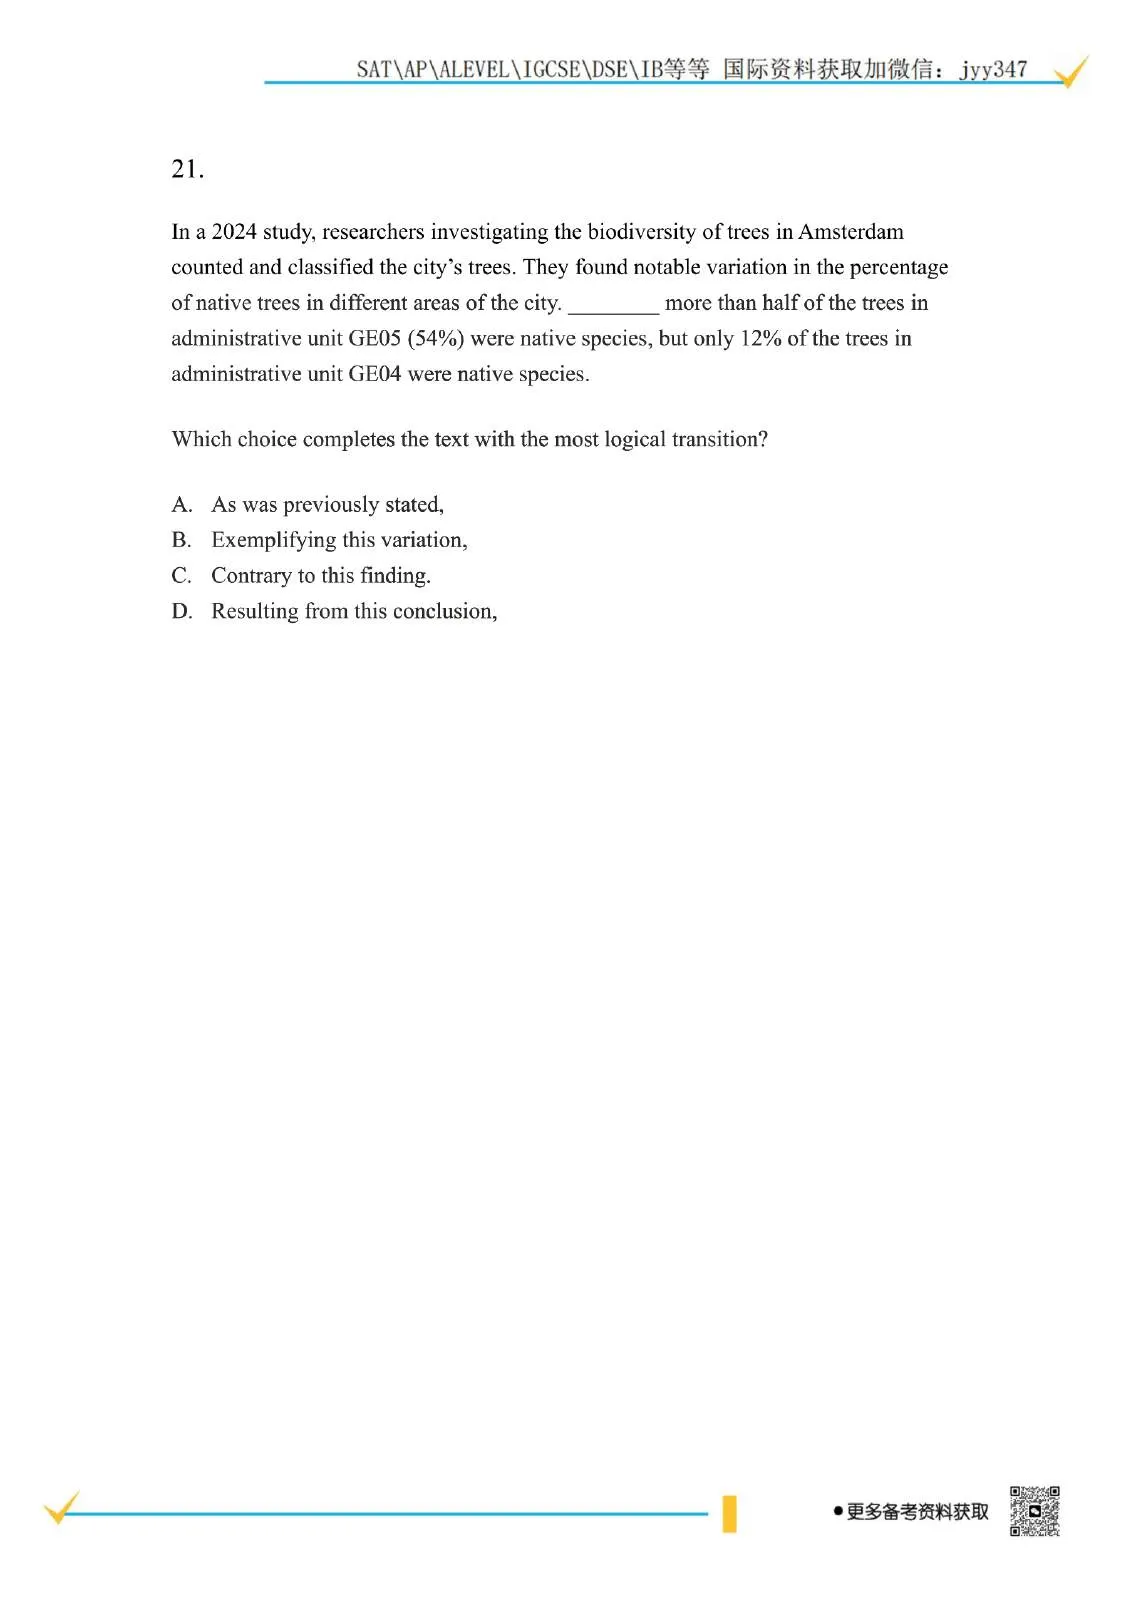 SAT\AP\ALEVEL\IGCSE\DSE\IB等等 国际资料获取加微信：jyy347
21.
In a 2024 study, researchers investigating the biodiversity of trees in Amsterdam
counted and classified the city’s trees. They found notable variation in the percentage
of native trees in different areas of the city. ________ more than half of the trees in
administrative unit GE05 (54%) were native species, but only 12% of the trees in
administrative unit GE04 were native species.
Which choice completes the text with the most logical transition?
A. As was previously stated,
B. Exemplifying this variation,
C. Contrary to this finding.
D. Resulting from this conclusion,
●更多备考资料获取